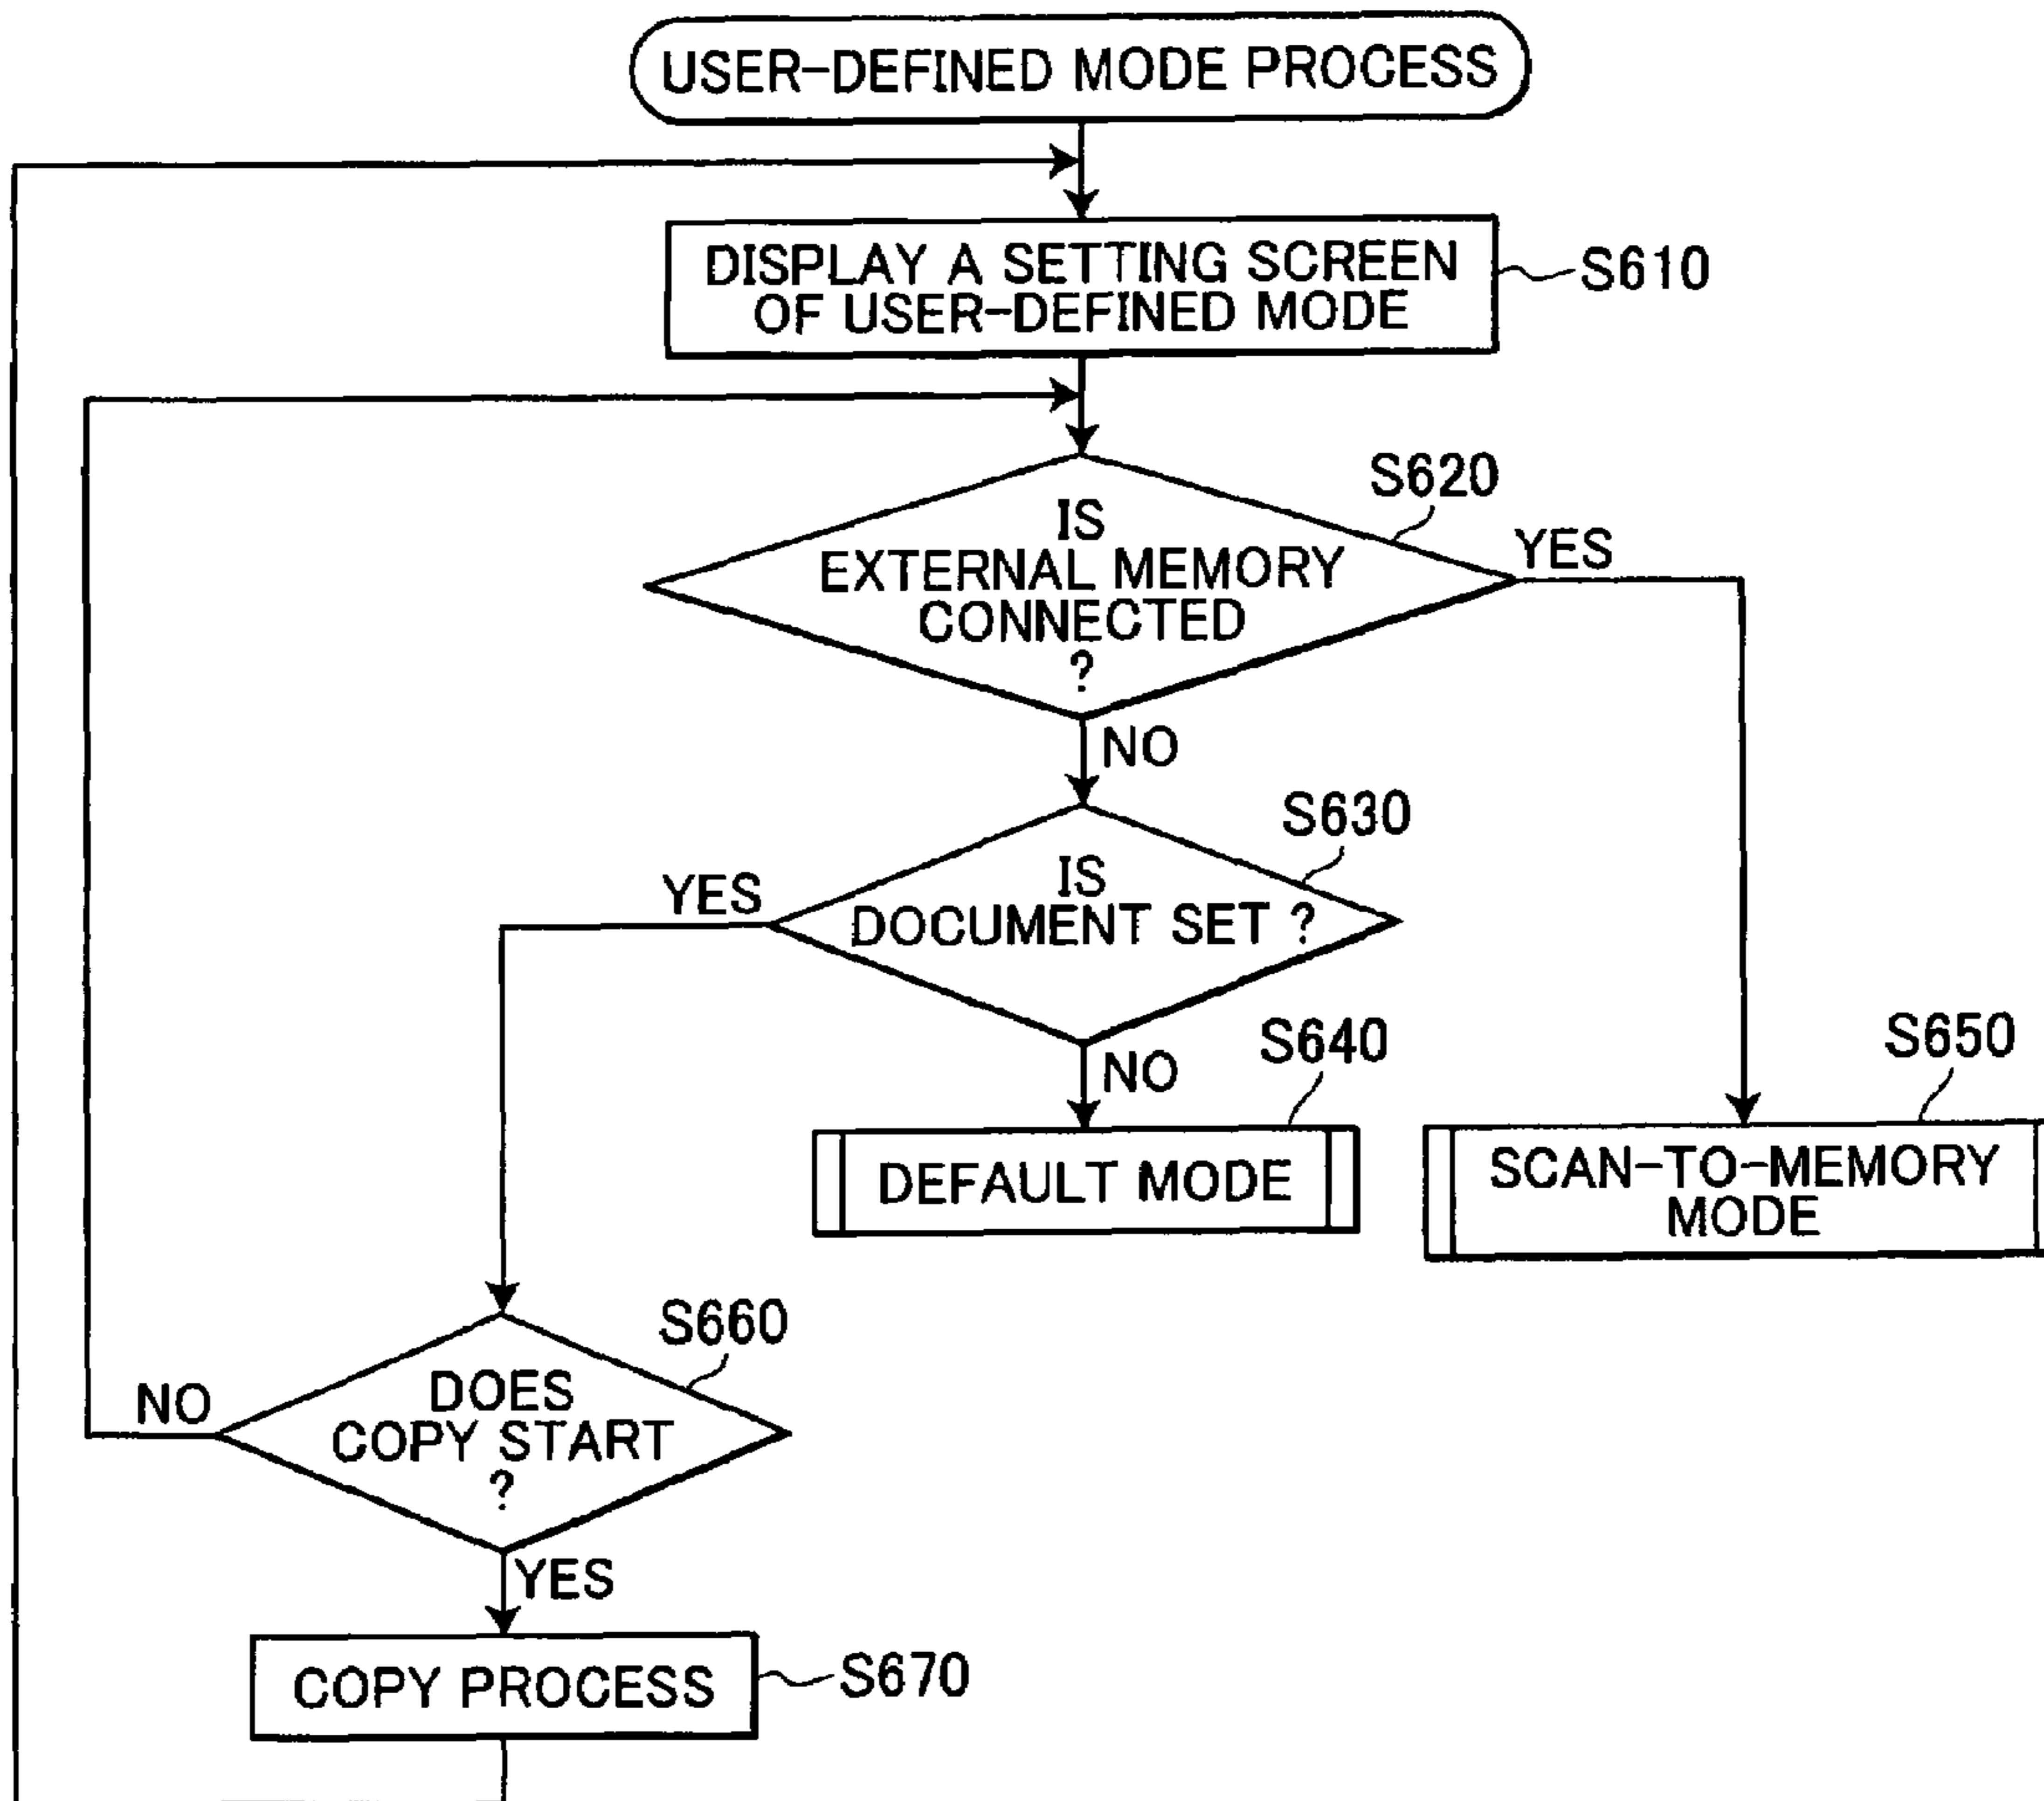 USER-DEFINED MODE PROCESS
DISPLAY A SETTING SCREEN
OF USER-DEFINED MODE
S610
S620
IS
EXTERNAL MEMORY
CONNECTED
?
YES
NO
S630
IS
DOCUMENT SET ?
YES
NO
S640
DEFAULT MODE
S650
SCAN-TO-MEMORY
MODE
S660
DOES
COPY START
?
NO
YES
COPY PROCESS
S670